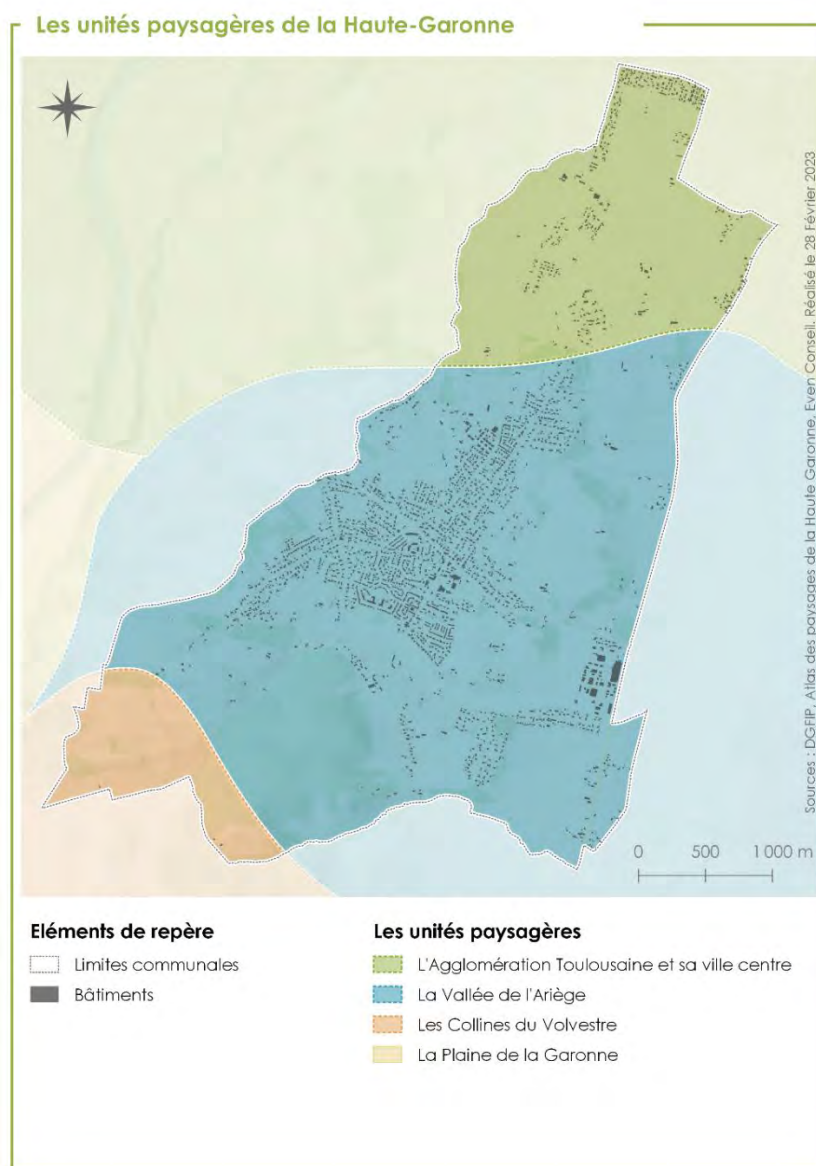 Les unités paysagères de la Haute-Garonne
Sources : DGFIP, Atlas des paysages de la Haute Garonne, Even Conseil. Réalisé le 28 Février 2023
0 500 1 000 m
Eléments de repère
Limites communales
Bâtiments
Les unités paysagères
L'Agglomération Toulousaine et sa ville centre
La Vallée de l'Ariège
Les Collines du Volvestre
La Plaine de la Garonne